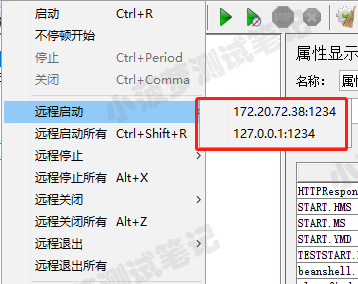 启动 Ctrl+R
不停顿开始
停止 Ctrl+Period
关闭 Ctrl+Comma
远程启动
172.20.72.38:1234
127.0.0.1:1234
远程启动所有 Ctrl+Shift+R
远程停止
远程停止所有 Alt+X
远程关闭
远程关闭所有 Alt+Z
远程退出
远程退出所有
STOP
属性显示
名称：
属
HTTPRespon
START.HMS
START.MS
START.YMD
TESTSTART.
beanshell.
小菠萝测试笔记